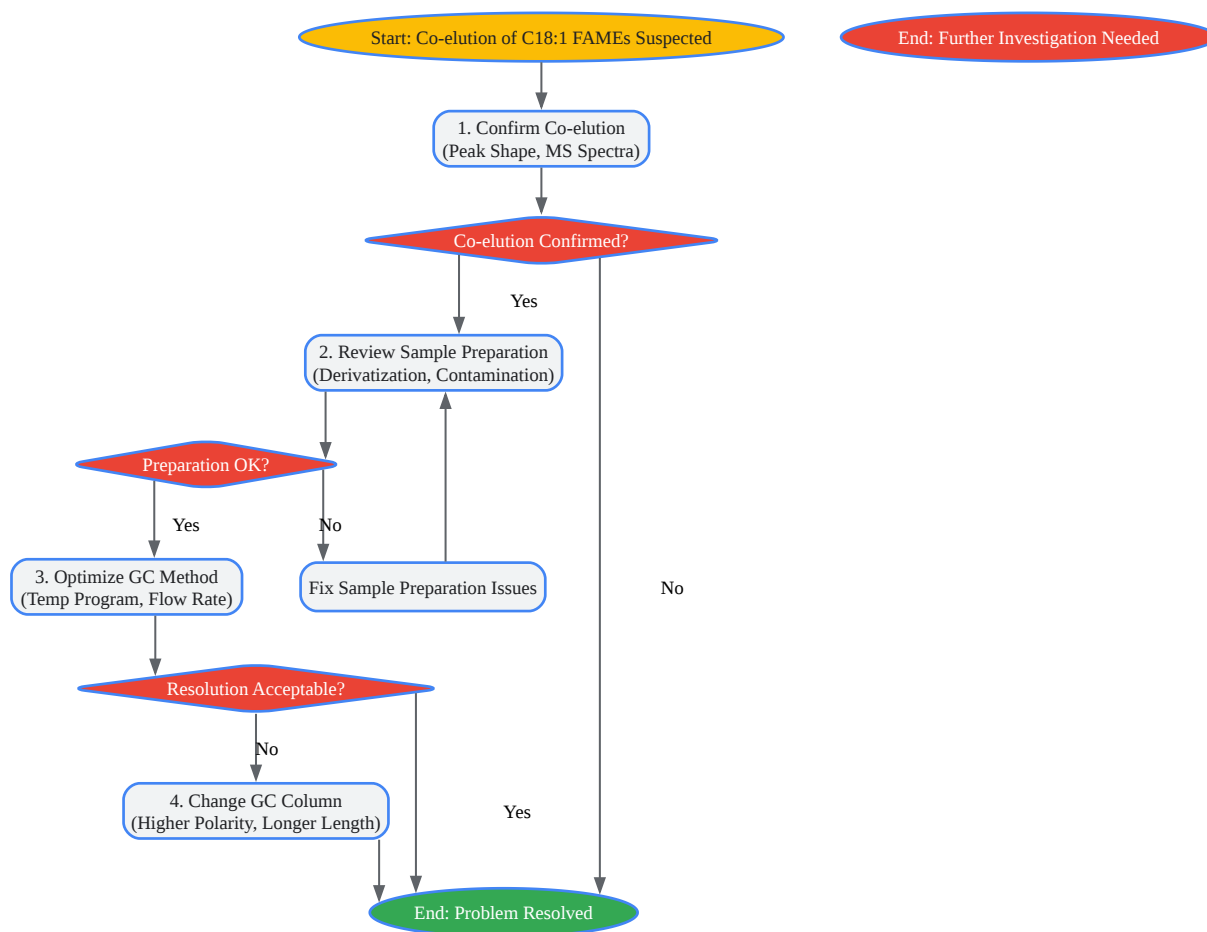 Start: Co-elution of C18:1 FAMEs Suspected
End: Further Investigation Needed
1. Confirm Co-elution
(Peak Shape, MS Spectra)
Co-elution Confirmed?
Yes
2. Review Sample Preparation
(Derivatization, Contamination)
Preparation OK?
Yes
No
3. Optimize GC Method
(Temp Program, Flow Rate)
Fix Sample Preparation Issues
No
Resolution Acceptable?
No
4. Change GC Column
(Higher Polarity, Longer Length)
Yes
End: Problem Resolved